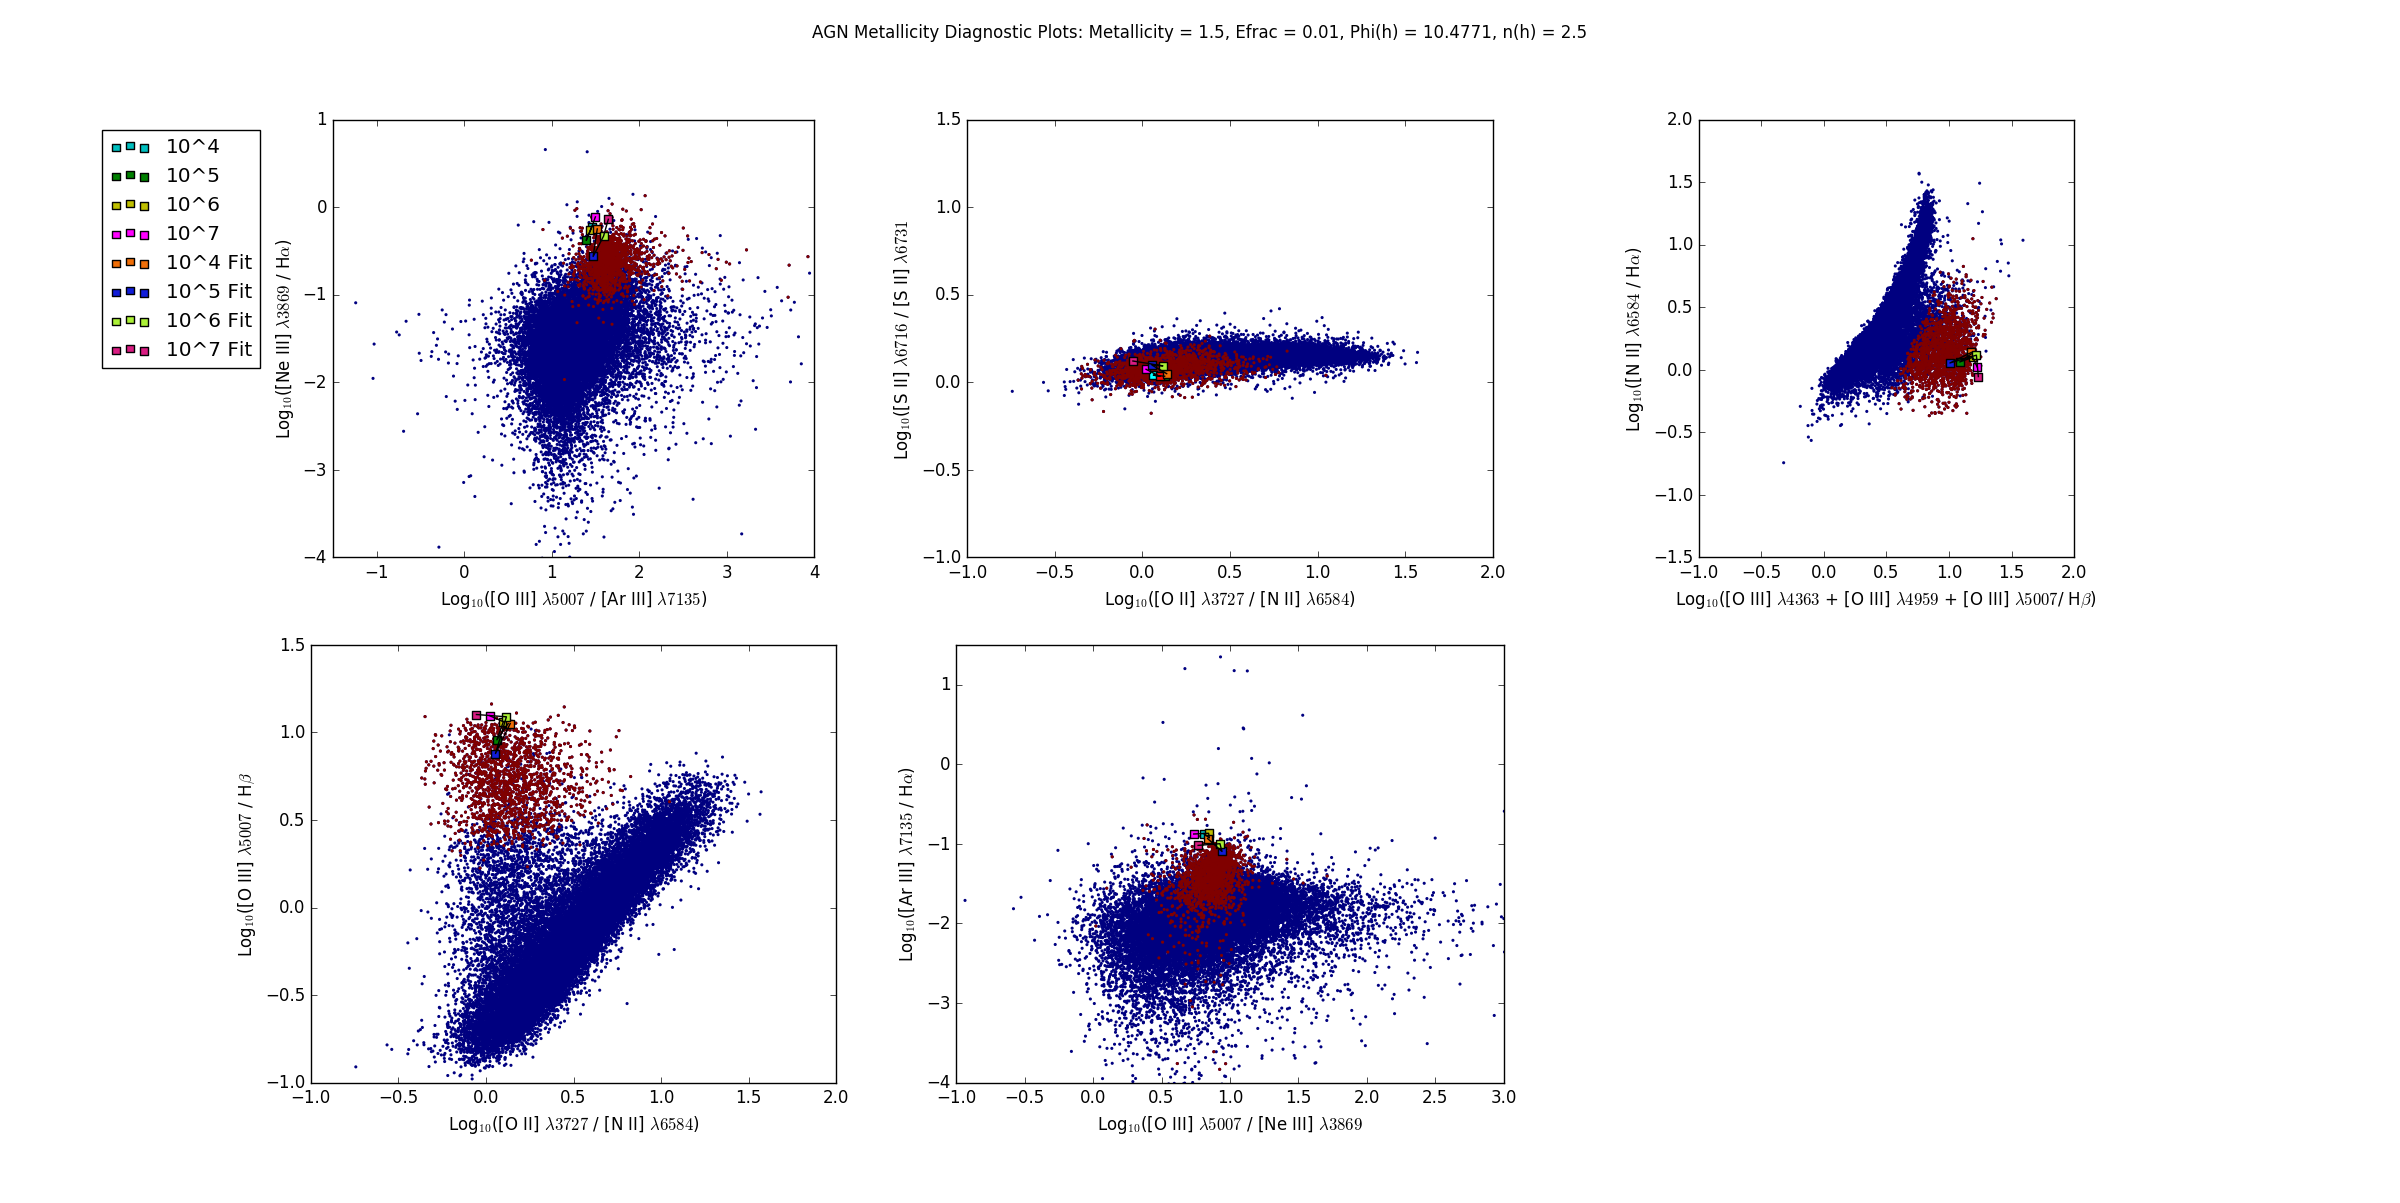 AGN Metallicity Diagnostic Plots: Metallicity = 1.5, Efrac = 0.01, Phi(h) = 10.4771, n(h) = 2.5
10^4
10^5
10^6
10^7
10^4 Fit
10^5 Fit
10^6 Fit
10^7 Fit
1
0
−1
−2
−3
−4
−1 0 1 2 3 4
Log₁₀([Ne III] λ3869 / Hα)
Log₁₀([O III] λ5007 / [Ar III] λ7135)
1.5
1.0
0.5
0.0
−0.5
−1.0
−1.0 −0.5 0.0 0.5 1.0 1.5 2.0
Log₁₀([S II] λ6716 / [S II] λ6731
Log₁₀([O II] λ3727 / [N II] λ6584)
2.0
1.5
1.0
0.5
0.0
−0.5
−1.0
−1.5
−1.0 −0.5 0.0 0.5 1.0 1.5 2.0
Log₁₀([N II] λ6584 / Hα)
Log₁₀([O III] λ4363 + [O III] λ4959 + [O III] λ5007/ Hβ)
1.5
1.0
0.5
0.0
−0.5
−1.0
−1.0 −0.5 0.0 0.5 1.0 1.5 2.0
Log₁₀([O III] λ5007 / Hβ
Log₁₀([O II] λ3727 / [N II] λ6584)
1
0
−1
−2
−3
−4
−1.0 −0.5 0.0 0.5 1.0 1.5 2.0 2.5 3.0
Log₁₀([Ar III] λ7135 / Hα)
Log₁₀([O III] λ5007 / [Ne III] λ3869